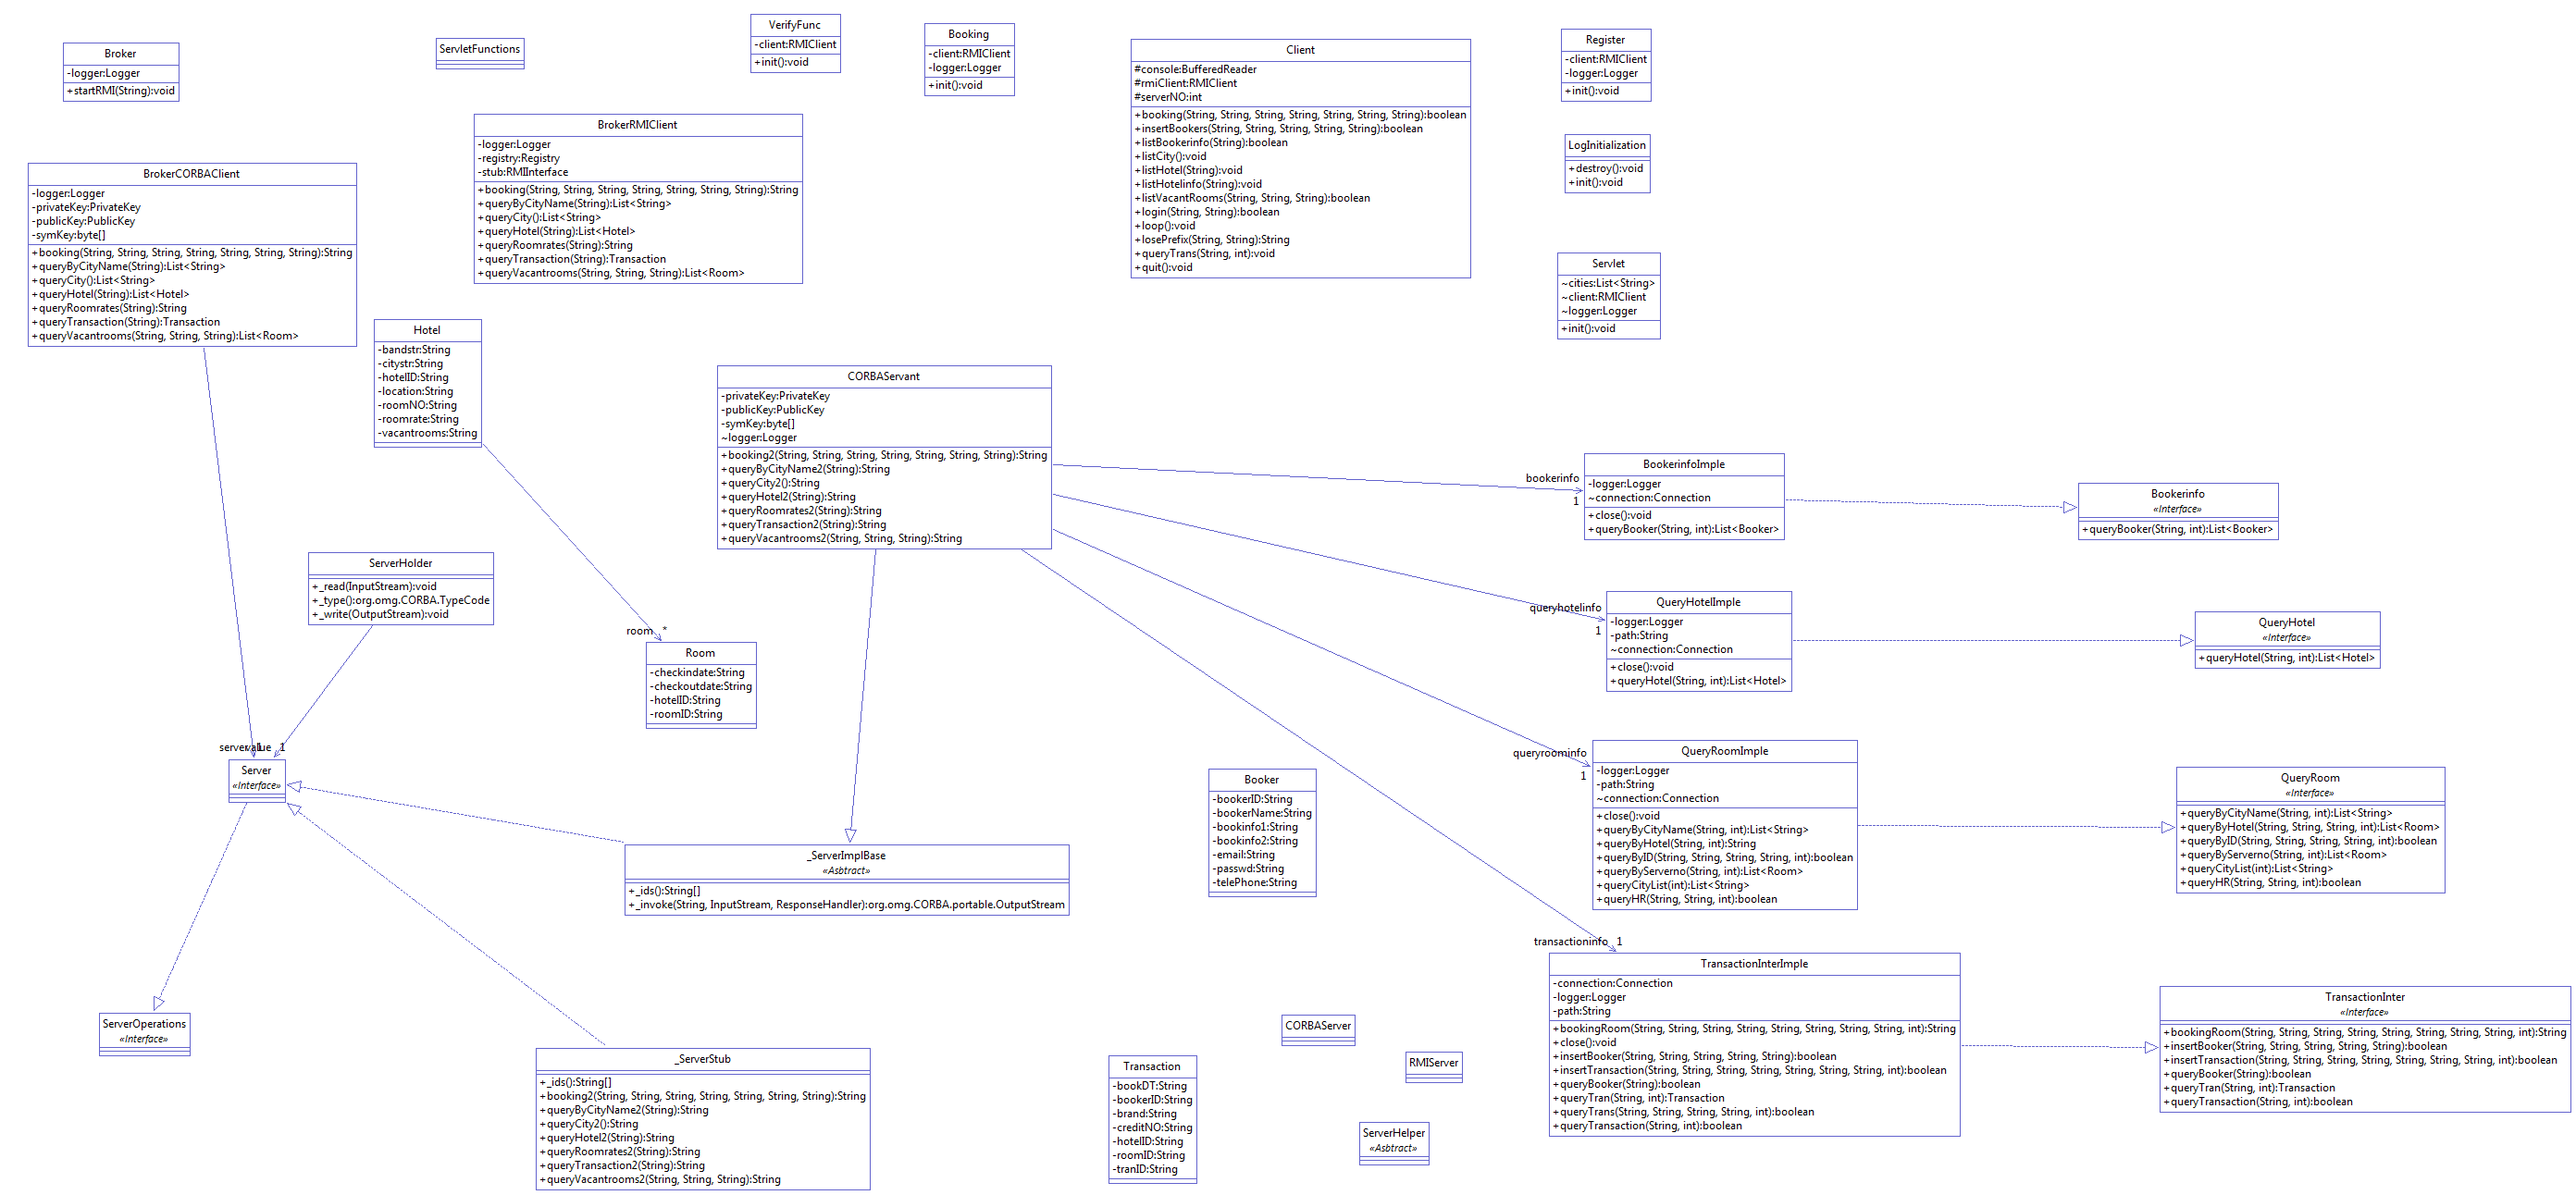 Broker
-logger:Logger
+startRMI(String):void
ServletFunctions
VerifyFunc
-client:RMIClient
+init():void
Booking
-client:RMIClient
-logger:Logger
+init():void
Client
#console:BufferedReader
#rmiClient:RMIClient
#serverNO:int
+booking(String, String, String, String, String, String, String):boolean
+insertBookers(String, String, String, String, String):boolean
+listBookerinfo(String):boolean
+listCity():void
+listHotel(String):void
+listHotelinfo(String):void
+listVacantRooms(String, String, String):boolean
+login(String, String):boolean
+loop():void
+losePrefix(String, String):String
+queryTrans(String, int):void
+quit():void
Register
-client:RMIClient
-logger:Logger
+init():void
LogInitialization
+destroy():void
+init():void
Servlet
~cities:List<String>
~client:RMIClient
~logger:Logger
+init():void
BrokerRMIClient
-logger:Logger
-registry:Registry
-stub:RMIInterface
+booking(String, String, String, String, String, String, String):String
+queryByCityName(String):List<String>
+queryCity():List<String>
+queryHotel(String):List<Hotel>
+queryRoomrates(String):String
+queryTransaction(String):Transaction
+queryVacantrooms(String, String, String):List<Room>
BrokerCORBAClient
-logger:Logger
-privateKey:PrivateKey
-publicKey:PublicKey
-symKey:byte[]
+booking(String, String, String, String, String, String, String):String
+queryByCityName(String):List<String>
+queryCity():List<String>
+queryHotel(String):List<Hotel>
+queryRoomrates(String):String
+queryTransaction(String):Transaction
+queryVacantrooms(String, String, String):List<Room>
Hotel
-bandstr:String
-citystr:String
-hotelID:String
-location:String
-roomNO:String
-roomrate:String
-vacantrooms:String
CORBAServant
-privateKey:PrivateKey
-publicKey:PublicKey
-symKey:byte[]
~logger:Logger
+booking2(String, String, String, String, String, String, String):String
+queryByCityName2(String):String
+queryCity2():String
+queryHotel2(String):String
+queryRoomrates2(String):String
+queryTransaction2(String):String
+queryVacantrooms2(String, String, String):String
bookerinfo
1
BookerinfoImple
-logger:Logger
~connection:Connection
+close():void
+queryBooker(String, int):List<Booker>
Bookerinfo
«Interface»
+queryBooker(String, int):List<Booker>
ServerHolder
+_read(InputStream):void
+_type():org.omg.CORBA.TypeCode
+_write(OutputStream):void
room *
Room
-checkindate:String
-checkoutdate:String
-hotelID:String
-roomID:String
queryhotelinfo
1
QueryHotelImple
-logger:Logger
-path:String
~connection:Connection
+close():void
+queryHotel(String, int):List<Hotel>
QueryHotel
«Interface»
+queryHotel(String, int):List<Hotel>
server 1
value 1
Server
«Interface»
queryroominfo
1
QueryRoomImple
-logger:Logger
-path:String
~connection:Connection
+close():void
+queryByCityName(String, int):List<String>
+queryByHotel(String, int):String
+queryByID(String, String, String, String, int):boolean
+queryByServerno(String, int):List<Room>
+queryCityList(int):List<String>
+queryHR(String, String, int):boolean
QueryRoom
«Interface»
+queryByCityName(String, int):List<String>
+queryByHotel(String, String, String, int):List<Room>
+queryByID(String, String, String, String, int):boolean
+queryByServerno(String, int):List<Room>
+queryCityList(int):List<String>
+queryHR(String, String, int):boolean
Booker
-bookerID:String
-bookerName:String
-bookinfo1:String
-bookinfo2:String
-email:String
-passwd:String
-telePhone:String
_ServerImplBase
«Asbtract»
+_ids():String[]
+_invoke(String, InputStream, ResponseHandler):org.omg.CORBA.portable.OutputStream
transactioninfo 1
TransactionInterImple
-connection:Connection
-logger:Logger
-path:String
+bookingRoom(String, String, String, String, String, String, String, String, int):String
+close():void
+insertBooker(String, String, String, String, String):boolean
+insertTransaction(String, String, String, String, String, String, String, int):boolean
+queryBooker(String):boolean
+queryTran(String, int):Transaction
+queryTrans(String, String, String, String, int):boolean
+queryTransaction(String, int):boolean
TransactionInter
«Interface»
+bookingRoom(String, String, String, String, String, String, String, String, int):String
+insertBooker(String, String, String, String, String):boolean
+insertTransaction(String, String, String, String, String, String, String, int):boolean
+queryBooker(String):boolean
+queryTran(String, int):Transaction
+queryTransaction(String, int):boolean
ServerOperations
«Interface»
_ServerStub
+_ids():String[]
+booking2(String, String, String, String, String, String, String):String
+queryByCityName2(String):String
+queryCity2():String
+queryHotel2(String):String
+queryRoomrates2(String):String
+queryTransaction2(String):String
+queryVacantrooms2(String, String, String):String
CORBAServer
RMIServer
Transaction
-bookDT:String
-bookerID:String
-brand:String
-creditNO:String
-hotelID:String
-roomID:String
-tranID:String
ServerHelper
«Asbtract»